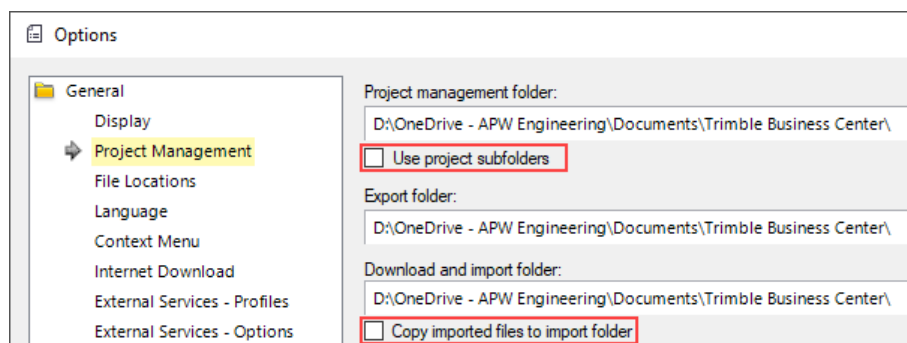 Options
General
Display
Project Management
File Locations
Language
Context Menu
Internet Download
External Services - Profiles
External Services - Options
Project management folder:
D:\OneDrive - APW Engineering\Documents\Trimble Business Center\
Use project subfolders
Export folder:
D:\OneDrive - APW Engineering\Documents\Trimble Business Center\
Download and import folder:
D:\OneDrive - APW Engineering\Documents\Trimble Business Center\
Copy imported files to import folder